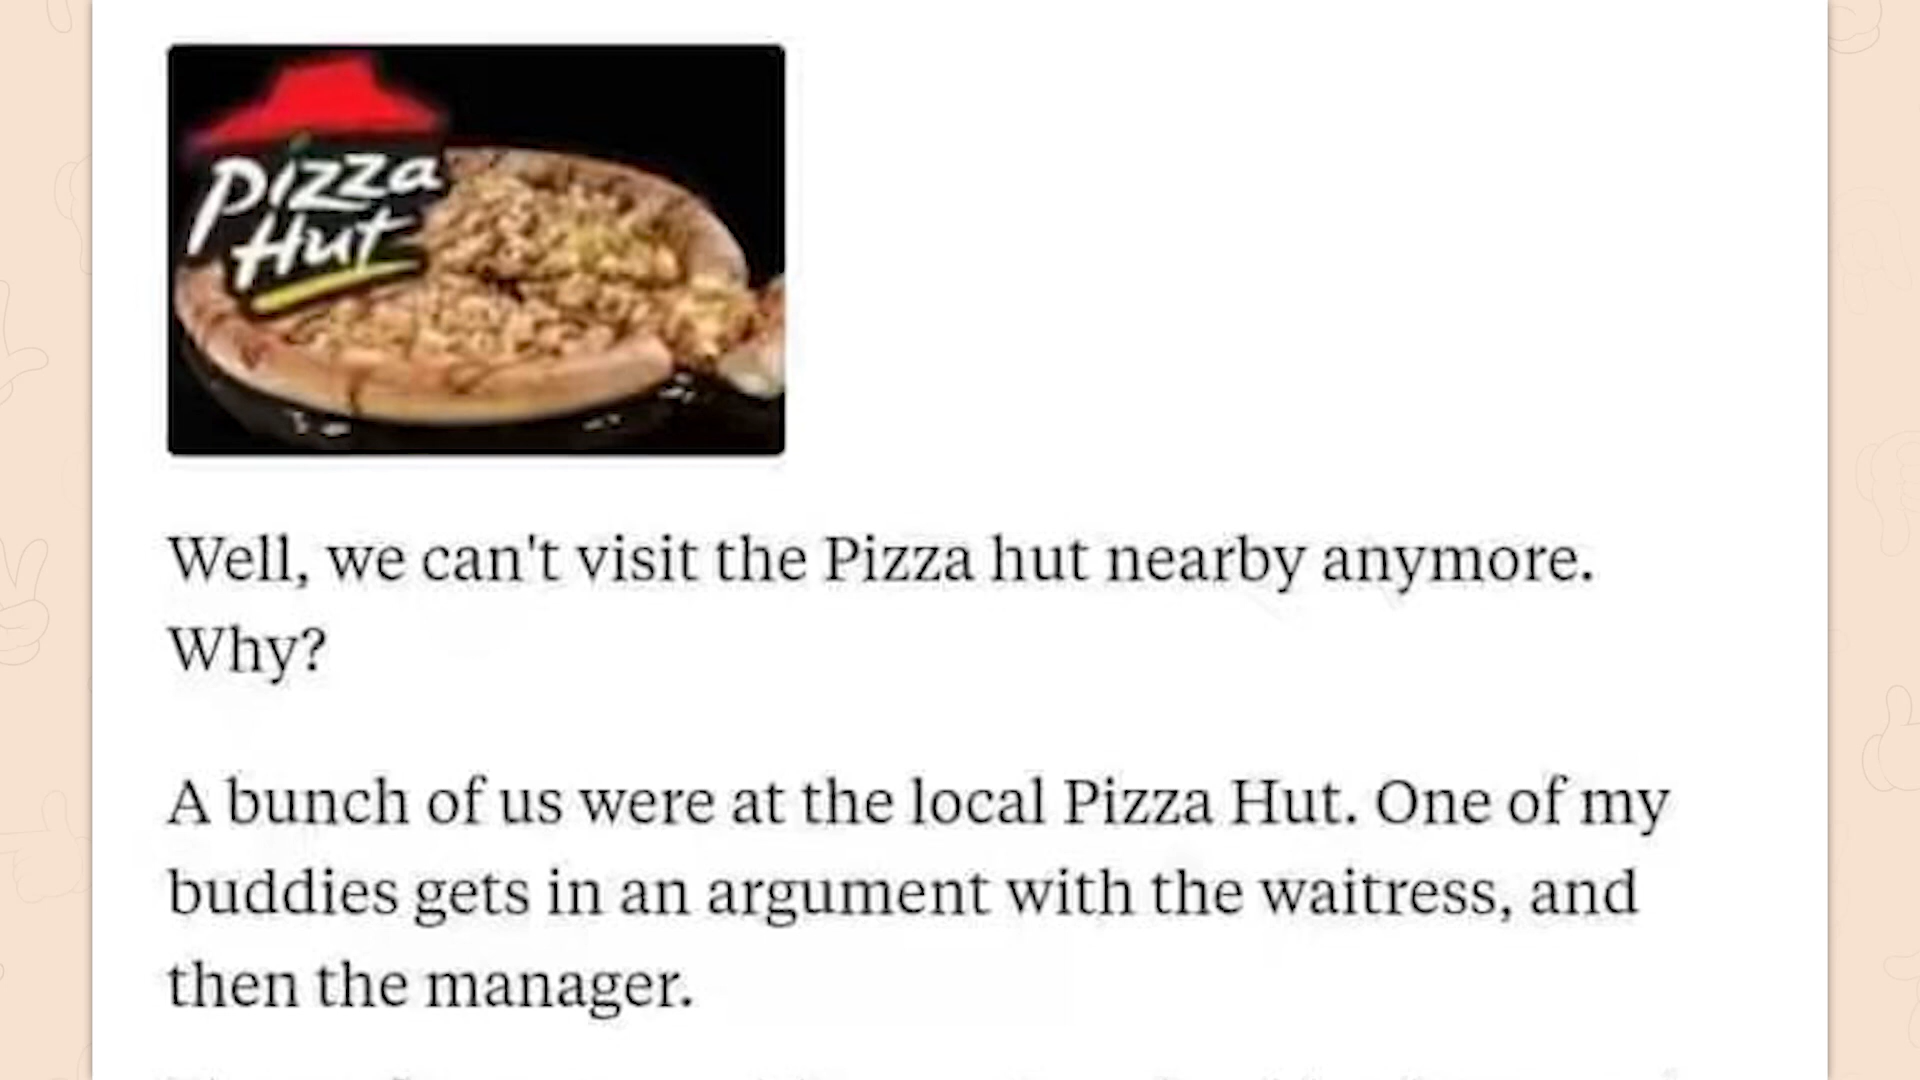 Pizza
Hut
Well, we can't visit the Pizza hut nearby anymore.
Why?
A bunch of us were at the local Pizza Hut. One of my
buddies gets in an argument with the waitress, and
then the manager.